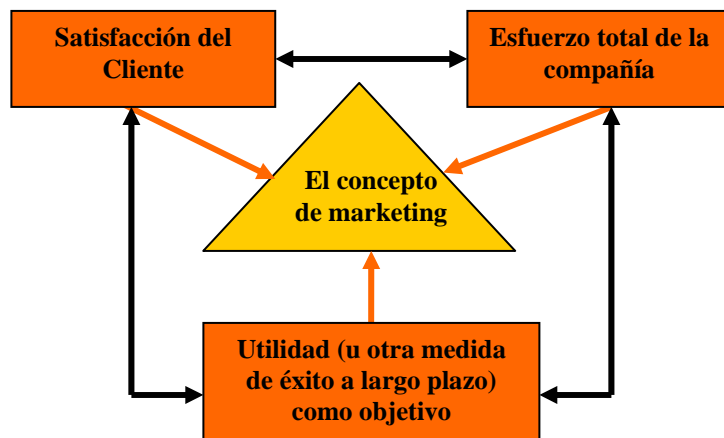 Satisfacción del
Cliente
Esfuerzo total de la
compañía
El concepto
de marketing
Utilidad (u otra medida
de éxito a largo plazo)
como objetivo